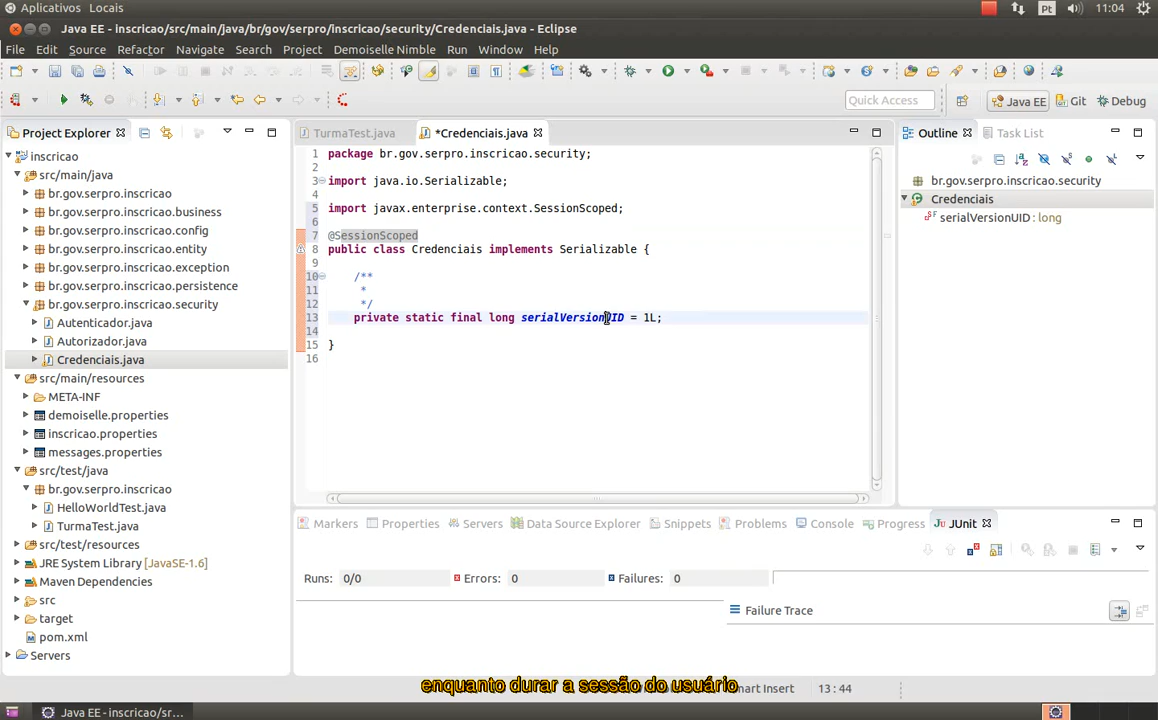 Aplicativos Locais
Pt 11:04
Java EE - inscricao/src/main/java/br/gov/serpro/inscricao/security/Credenciais.java - Eclipse
File Edit Source Refactor Navigate Search Project Demoiselle Nimble Run Window Help
Quick Access Java EE Git Debug
Project Explorer
inscricao
src/main/java
br.gov.serpro.inscricao
br.gov.serpro.inscricao.business
br.gov.serpro.inscricao.config
br.gov.serpro.inscricao.entity
br.gov.serpro.inscricao.exception
br.gov.serpro.inscricao.persistence
br.gov.serpro.inscricao.security
Autenticador.java
Autorizador.java
Credenciais.java
src/main/resources
META-INF
demoiselle.properties
inscricao.properties
messages.properties
src/test/java
br.gov.serpro.inscricao
HelloWorldTest.java
TurmaTest.java
src/test/resources
JRE System Library [JavaSE-1.6]
Maven Dependencies
src
target
pom.xml
Servers
TurmaTest.java *Credenciais.java
1 package br.gov.serpro.inscricao.security;
2
3 import java.io.Serializable;
4
5 import javax.enterprise.context.SessionScoped;
6
7 @SessionScoped
8 public class Credenciais implements Serializable {
9
10 /**
11 *
12 */
13 private static final long serialVersionUID = 1L;
14
15 }
16
Outline Task List
br.gov.serpro.inscricao.security
Credenciais
serialVersionUID : long
Markers Properties Servers Data Source Explorer Snippets Problems Console Progress JUnit
Runs: 0/0 Errors: 0 Failures: 0
Failure Trace
enquanto durar a sessão do usuário
Insert 13 : 44
Java EE - inscricao/sr...